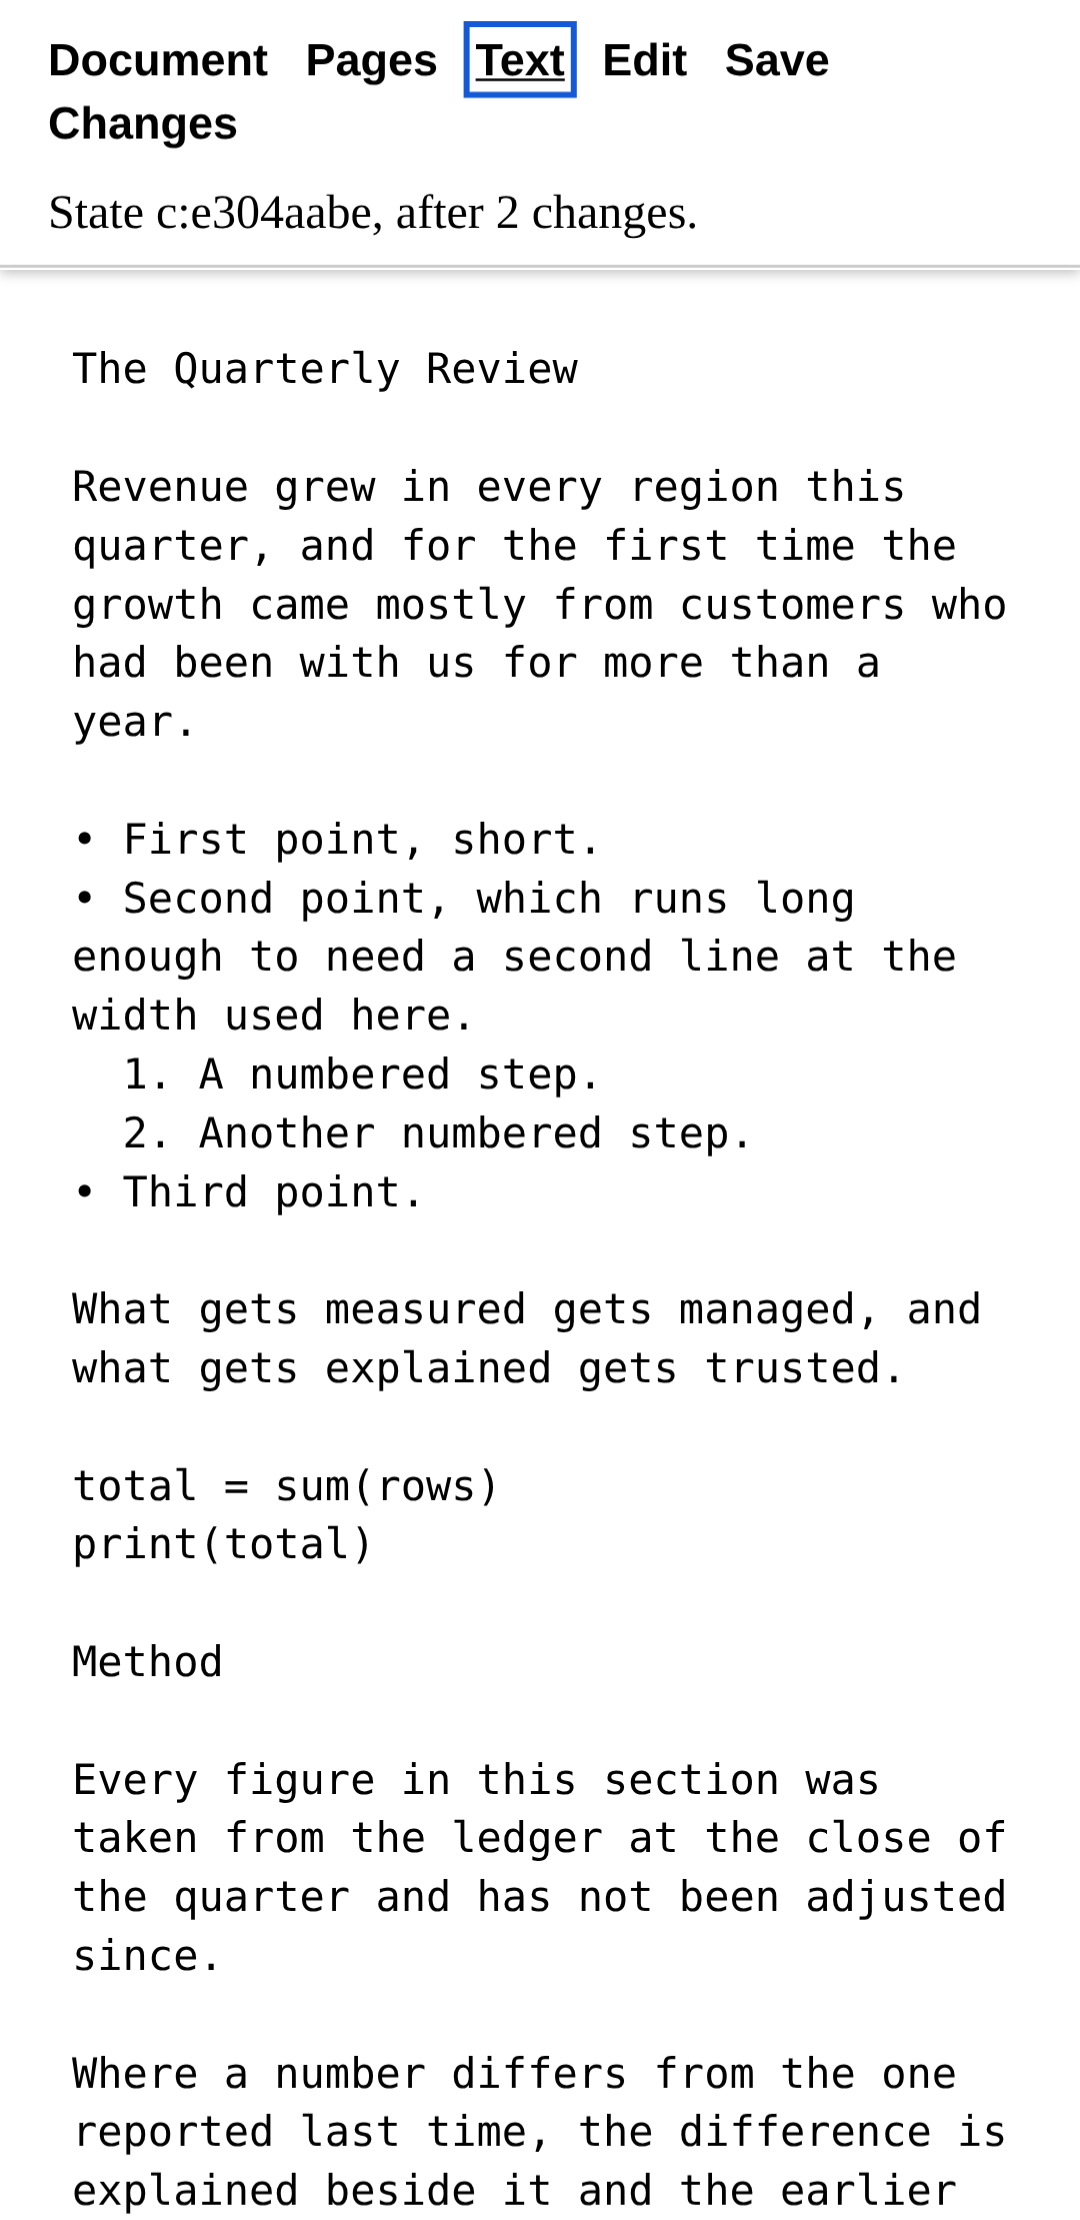 Document Pages Text Edit Save
Changes
State c:e304aabe, after 2 changes.
The Quarterly Review
Revenue grew in every region this
quarter, and for the first time the
growth came mostly from customers who
had been with us for more than a
year.
• First point, short.
• Second point, which runs long
enough to need a second line at the
width used here.
1. A numbered step.
2. Another numbered step.
• Third point.
What gets measured gets managed, and
what gets explained gets trusted.
total = sum(rows)
print(total)
Method
Every figure in this section was
taken from the ledger at the close of
the quarter and has not been adjusted
since.
Where a number differs from the one
reported last time, the difference is
explained beside it and the earlier